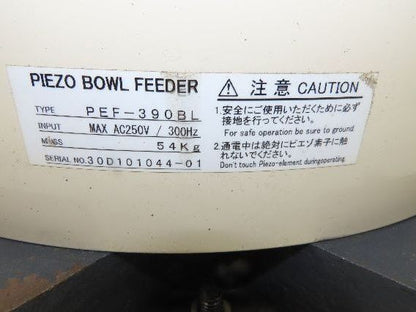 PIEZO BOWL FEEDER
TYPE PEF-390BL
INPUT MAX AC250V / 300Hz
MASS 54Kg
SERIAL NO.30D101044-01
⚠ 注意 CAUTION
1.安全にご使用いただくために必ず
接地を行ってください。
For safe operation be sure to ground.
2.通電中は絶対にピエゾ素子に触
れないでください。
Don't touch Piezo-element duringoperating.